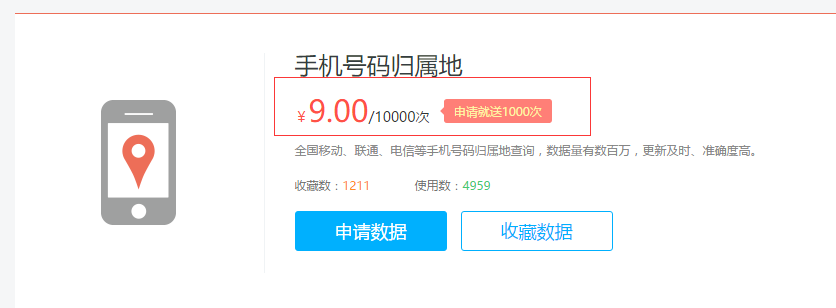 手机号码归属地
¥9.00/10000次 申请就送1000次
全国移动、联通、电信等手机号码归属地查询，数据量有数百万，更新及时、准确度高。
收藏数：1211 使用数：4959
申请数据 收藏数据